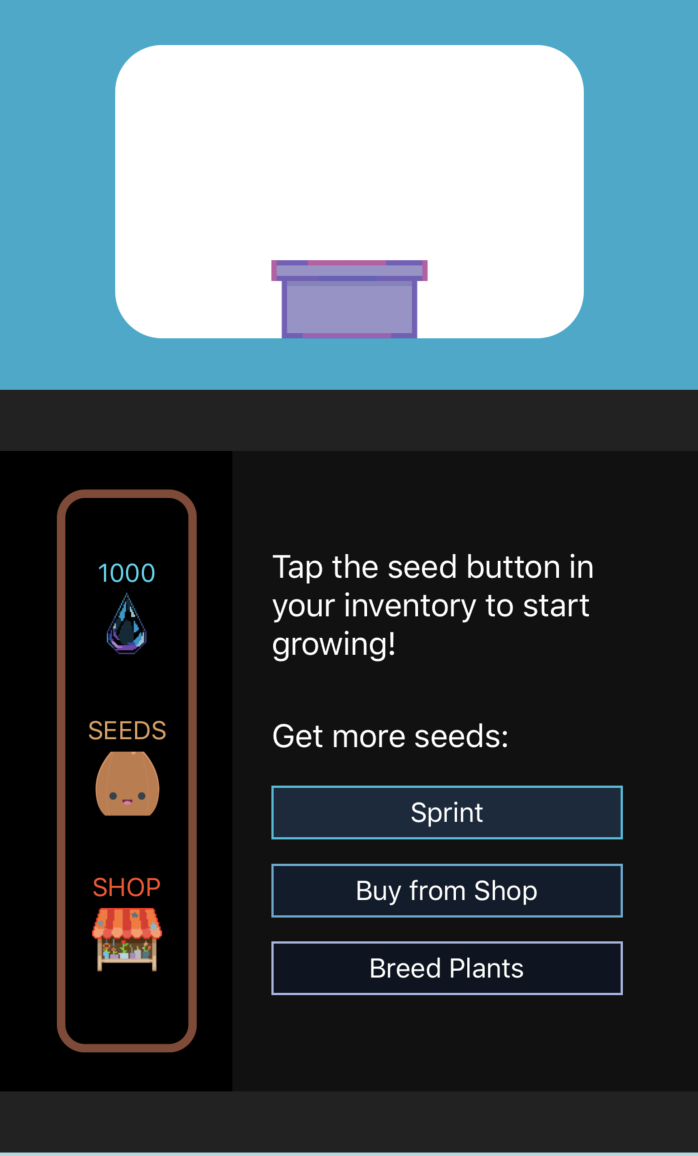 1000
SEEDS
SHOP
Tap the seed button in
your inventory to start
growing!
Get more seeds:
Sprint
Buy from Shop
Breed Plants